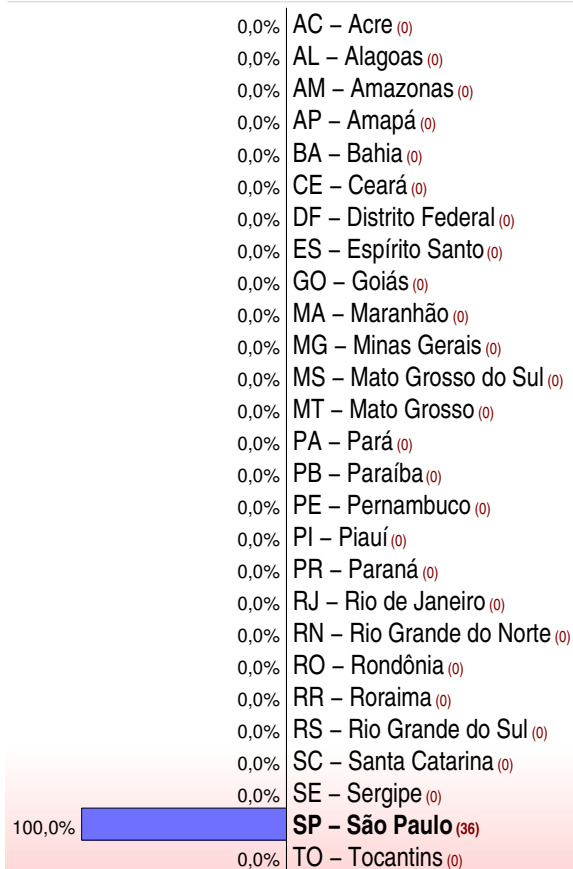 0,0% AC – Acre (0)
0,0% AL – Alagoas (0)
0,0% AM – Amazonas (0)
0,0% AP – Amapá (0)
0,0% BA – Bahia (0)
0,0% CE – Ceará (0)
0,0% DF – Distrito Federal (0)
0,0% ES – Espírito Santo (0)
0,0% GO – Goiás (0)
0,0% MA – Maranhão (0)
0,0% MG – Minas Gerais (0)
0,0% MS – Mato Grosso do Sul (0)
0,0% MT – Mato Grosso (0)
0,0% PA – Pará (0)
0,0% PB – Paraíba (0)
0,0% PE – Pernambuco (0)
0,0% PI – Piauí (0)
0,0% PR – Paraná (0)
0,0% RJ – Rio de Janeiro (0)
0,0% RN – Rio Grande do Norte (0)
0,0% RO – Rondônia (0)
0,0% RR – Roraima (0)
0,0% RS – Rio Grande do Sul (0)
0,0% SC – Santa Catarina (0)
0,0% SE – Sergipe (0)
100,0% SP – São Paulo (36)
0,0% TO – Tocantins (0)